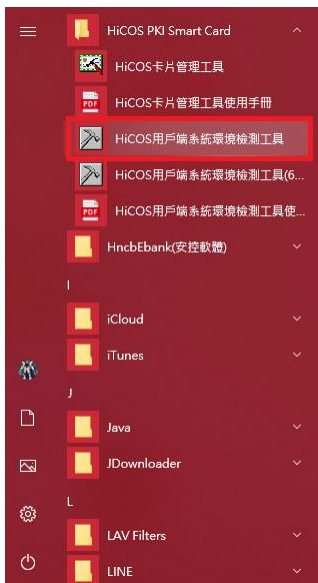 HiCOS PKI Smart Card
HiCOS卡片管理工具
PDF
HiCOS卡片管理工具使用手冊
HiCOS用戶端系統環境檢測工具
HiCOS用戶端系統環境檢測工具(6...
PDF
HiCOS用戶端系統環境檢測工具使...
HncbEbank(安控軟體)
I
iCloud
iTunes
J
Java
JDownloader
L
LAV Filters
LINE